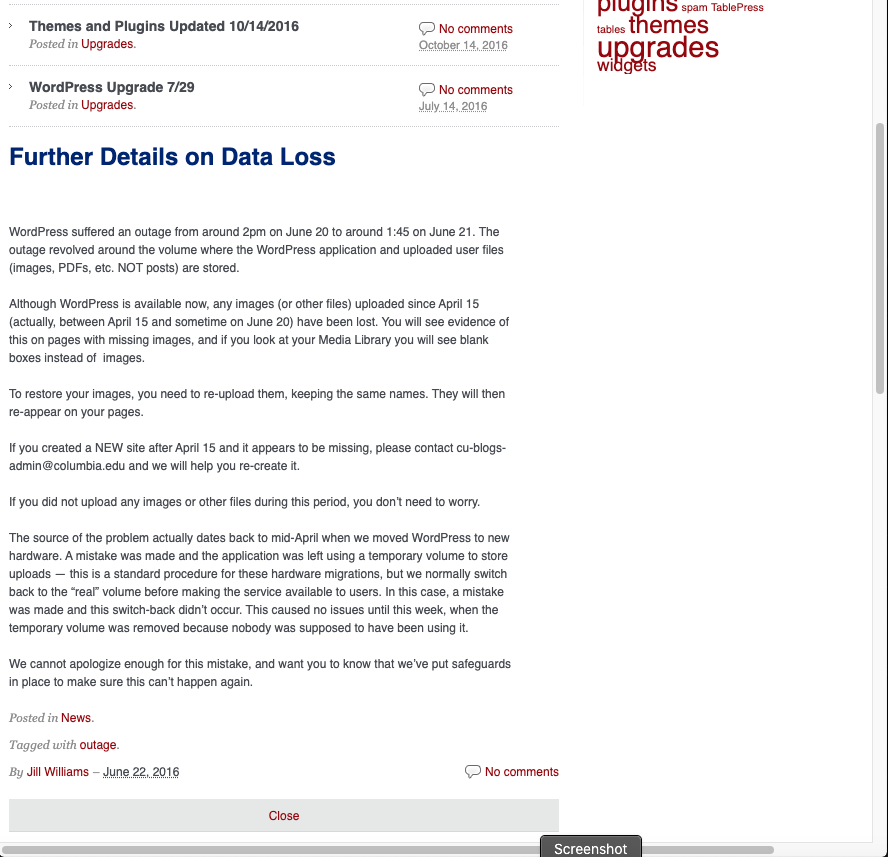 Themes and Plugins Updated 10/14/2016
Posted in Upgrades.
No comments
October 14, 2016
WordPress Upgrade 7/29
Posted in Upgrades.
No comments
July 14, 2016
Further Details on Data Loss
WordPress suffered an outage from around 2pm on June 20 to around 1:45 on June 21. The
outage revolved around the volume where the WordPress application and uploaded user files
(images, PDFs, etc. NOT posts) are stored.
Although WordPress is available now, any images (or other files) uploaded since April 15
(actually, between April 15 and sometime on June 20) have been lost. You will see evidence of
this on pages with missing images, and if you look at your Media Library you will see blank
boxes instead of  images.
To restore your images, you need to re-upload them, keeping the same names. They will then
re-appear on your pages.
If you created a NEW site after April 15 and it appears to be missing, please contact cu-blogs-
admin@columbia.edu and we will help you re-create it.
If you did not upload any images or other files during this period, you don’t need to worry.
The source of the problem actually dates back to mid-April when we moved WordPress to new
hardware. A mistake was made and the application was left using a temporary volume to store
uploads — this is a standard procedure for these hardware migrations, but we normally switch
back to the “real” volume before making the service available to users. In this case, a mistake
was made and this switch-back didn’t occur. This caused no issues until this week, when the
temporary volume was removed because nobody was supposed to have been using it.
We cannot apologize enough for this mistake, and want you to know that we’ve put safeguards
in place to make sure this can’t happen again.
Posted in News.
Tagged with outage.
By Jill Williams – June 22, 2016
No comments
Close
plugins spam TablePress
tables themes
upgrades
widgets
Screenshot